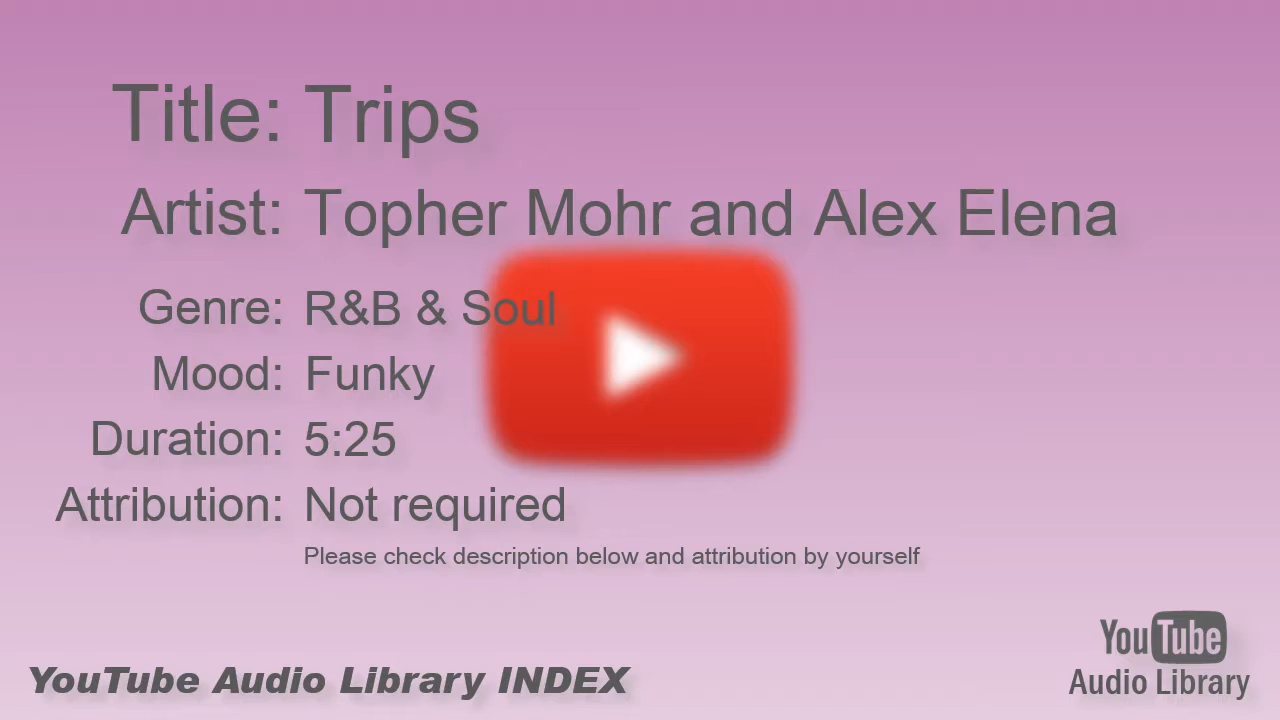 Title: Trips
Artist: Topher Mohr and Alex Elena
Genre: R&B & Soul
Mood: Funky
Duration: 5:25
Attribution: Not required
Please check description below and attribution by yourself
YouTube Audio Library INDEX
YouTube
Audio Library